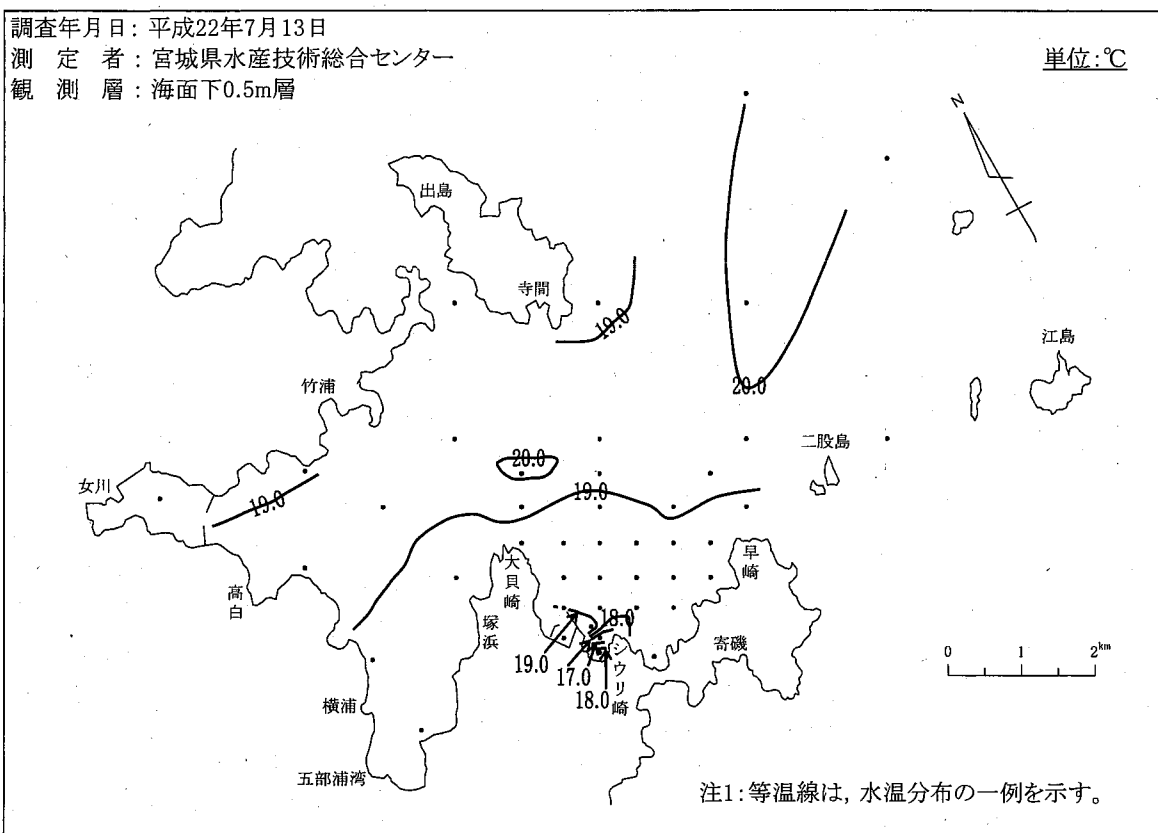 調査年月日：平成22年7月13日
測　定　者：宮城県水産技術総合センター
観　測　層：海面下0.5m層
単位：℃
N
出島
寺間
19.0
江島
竹浦
20.0
二股島
20.0
女川
19.0
19.0
早崎
大貝崎
高白
塚浜
18.0
寄磯
シウリ崎
19.0
17.0
18.0
0 1 2km
横浦
五部浦湾
注1：等温線は，水温分布の一例を示す。